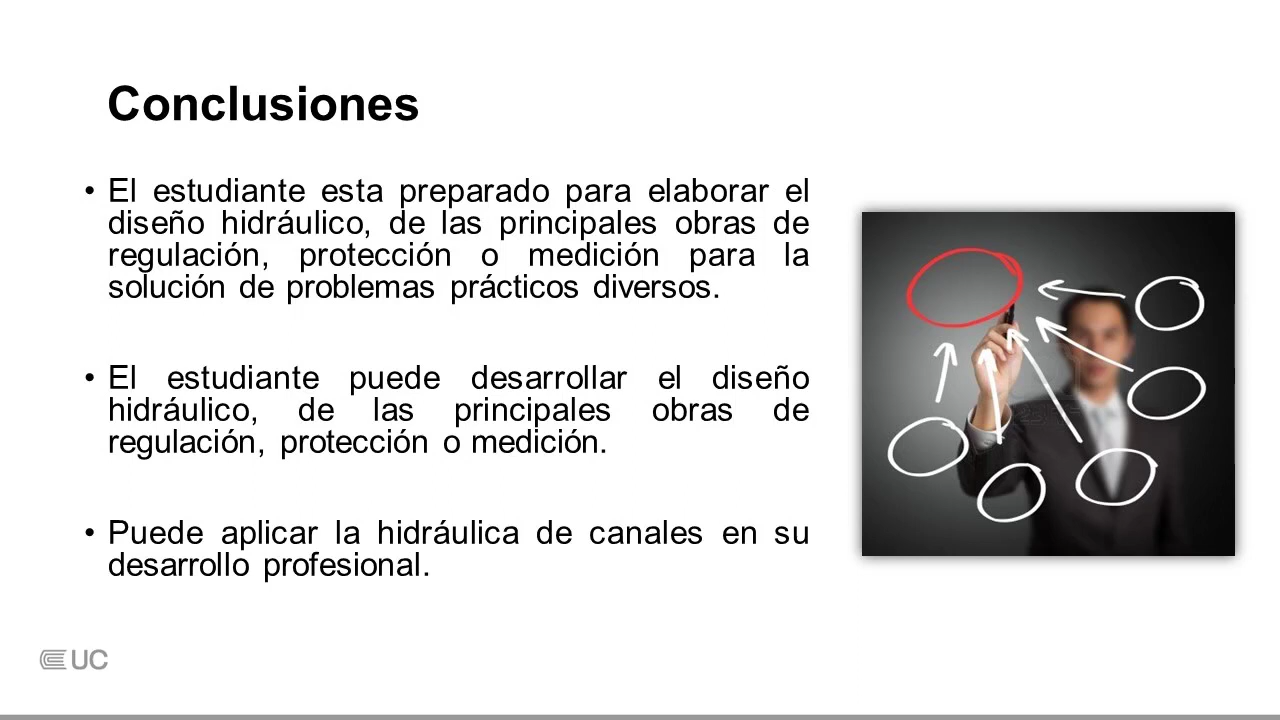 Conclusiones
• El estudiante esta preparado para elaborar el
diseño hidráulico, de las principales obras de
regulación, protección o medición para la
solución de problemas prácticos diversos.
• El estudiante puede desarrollar el diseño
hidráulico, de las principales obras de
regulación, protección o medición.
• Puede aplicar la hidráulica de canales en su
desarrollo profesional.
UC